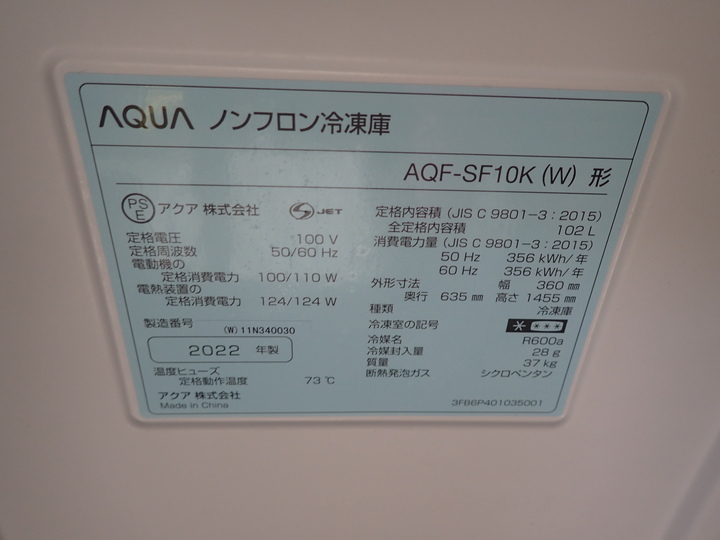 AQUA ノンフロン冷凍庫
AQF-SF10K (W) 形
PS E アクア 株式会社 S JET
定格電圧 100 V
定格周波数 50/60 Hz
電動機の
定格消費電力 100/110 W
電熱装置の
定格消費電力 124/124 W
製造番号
(W) 11N340030
2022 年製
温度ヒューズ
定格動作温度 73 ℃
アクア 株式会社
Made in China
定格内容積 (JIS C 9801-3:2015)
全定格内容積 102 L
消費電力量 (JIS C 9801-3:2015)
50 Hz 356 kWh/年
60 Hz 356 kWh/年
外形寸法 幅 360 ㎜
奥行 635 ㎜ 高さ 1455 ㎜
種類 冷凍庫
冷凍室の記号 * ***
冷媒名 R600a
冷媒封入量 28 g
質量 37 kg
断熱発泡ガス シクロペンタン
3FB6P401035001